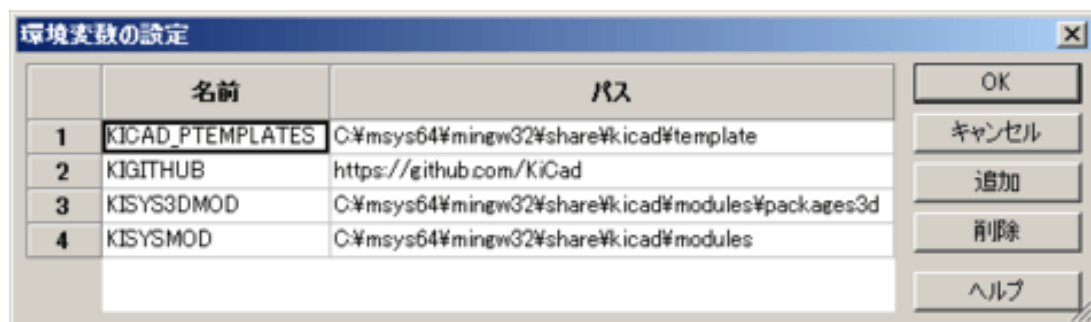 環境変数の設定
名前 パス OK
1 KICAD_PTEMPLATES C:¥msys64¥mingw32¥share¥kicad¥template キャンセル
2 KIGITHUB https://github.com/KiCad 追加
3 KISYS3DMOD C:¥msys64¥mingw32¥share¥kicad¥modules¥packages3d
4 KISYSMOD C:¥msys64¥mingw32¥share¥kicad¥modules 削除
ヘルプ